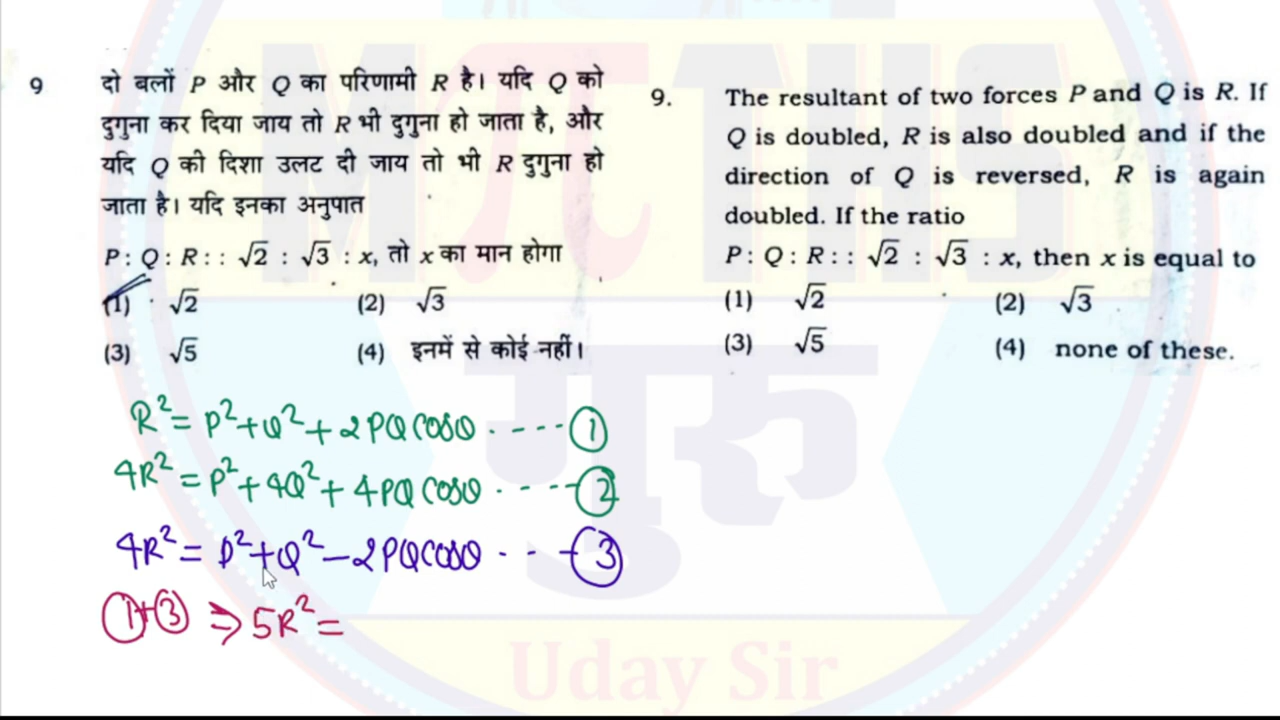 9 दो बलों P और Q का परिणामी R है। यदि Q को
दुगुना कर दिया जाय तो R भी दुगुना हो जाता है, और
यदि Q की दिशा उलट दी जाय तो भी R दुगुना हो
जाता है। यदि इनका अनुपात
P : Q : R : : √2 : √3 : x, तो x का मान होगा
(1) √2 (2) √3
(3) √5 (4) इनमें से कोई नहीं।
9. The resultant of two forces P and Q is R. If
Q is doubled, R is also doubled and if the
direction of Q is reversed, R is again
doubled. If the ratio
P : Q : R : : √2 : √3 : x, then x is equal to
(1) √2 (2) √3
(3) √5 (4) none of these.
R² = P² + Q² + 2PQ cosθ ----- ①
4R² = P² + 4Q² + 4PQ cosθ ----- ②
4R² = P² + Q² - 2PQ cosθ --- ③
① + ③ ⇒ 5R² =
MπTHS
गुरु
Uday Sir